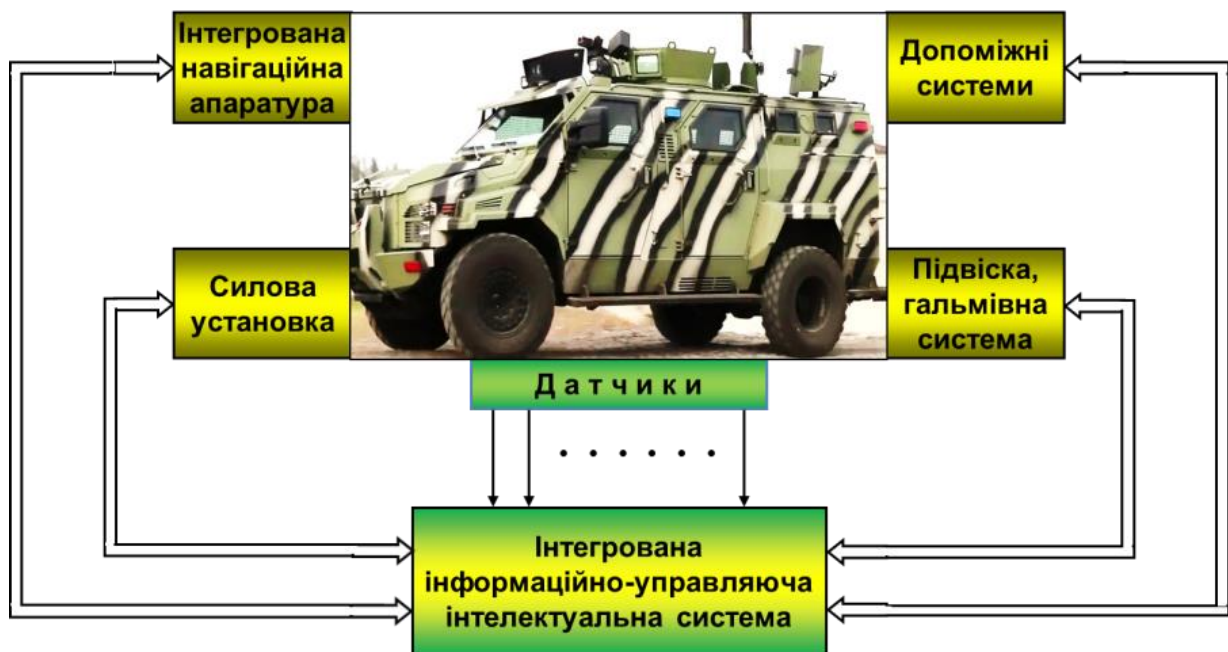 Інтегрована
навігаційна
апаратура
Допоміжні
системи
Силова
установка
Підвіска,
гальмівна
система
Датчики
Інтегрована
інформаційно-управляюча
інтелектуальна система